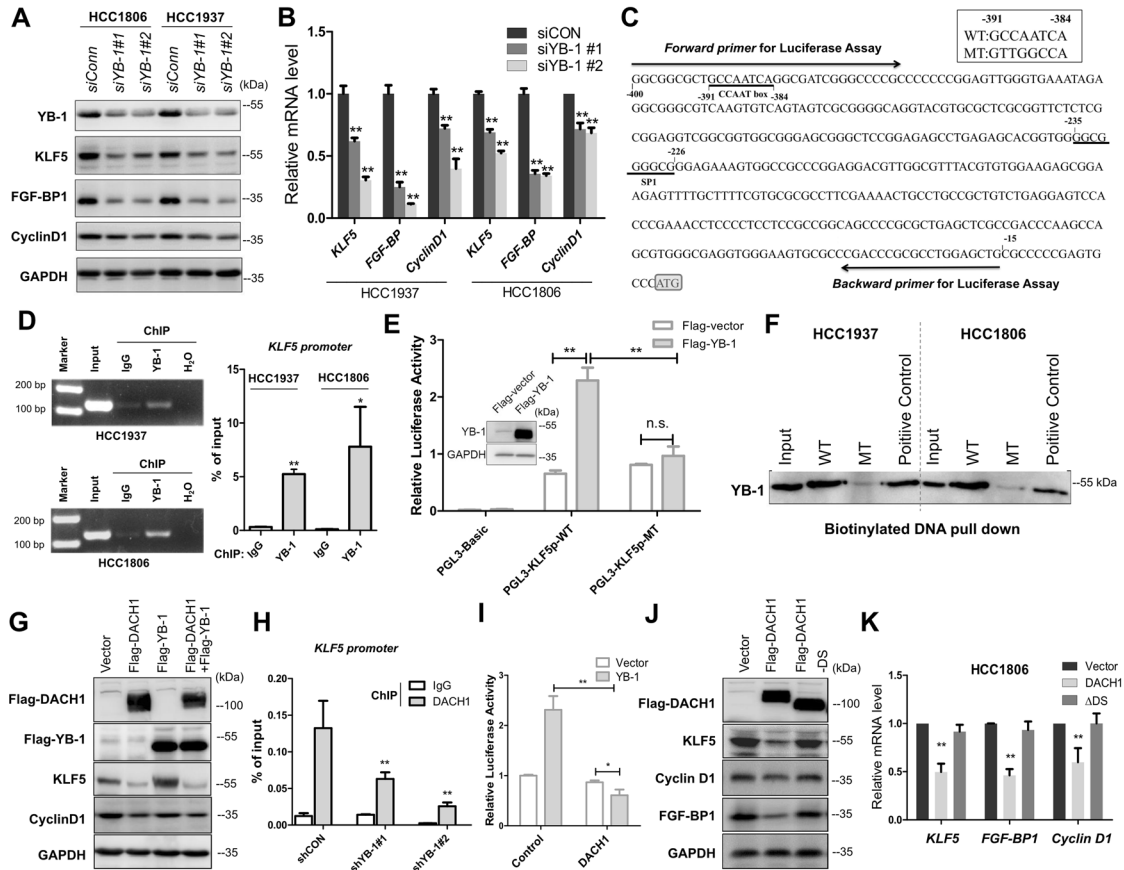 A
HCC1806 HCC1937
siConn
siYB-1#1
siYB-1#2
siConn
siYB-1#1
siYB-1#2
(kDa)
YB-1 --55
KLF5 --55
FGF-BP1 --35
CyclinD1 --35
GAPDH --35
B
siCON
siYB-1 #1
siYB-1 #2
Relative mRNA level
1.5
1.0
0.5
0.0
** ** ** ** ** ** ** ** ** ** ** **
KLF5 FGF-BP CyclinD1 KLF5 FGF-BP CyclinD1
HCC1937 HCC1806
C
-391 -384
WT:GCCAATCA
MT:GTTGGCCA
Forward primer for Luciferase Assay
GGCGGCGCTGCCAATCAGGCGATCGGGCCCCGCCCCCCCGGAGTTGGGTGAAATAGA
-400 -391 CCAAT box -384
GGCGGGCGTCAAGTGTCAGTAGTCGCGGGGCAGGTACGTGCGCTCGCGGTTCTCTCG
-235
CGGAGGTCGGCGGTGGCGGGAGCGGGCTCCGGAGAGCCTGAGAGCACGGTGGGGCG
-226
GGGCGGGAGAAAGTGGCCGCCCGGAGGACGTTGGCGTTTACGTGTGGAAGAGCGGA
SP1
AGAGTTTTGCTTTTCGTGCGCGCCTTCGAAAACTGCCTGCCGCTGTCTGAGGAGTCCA
CCCGAAACCTCCCCTCCTCCGCCGGCAGCCCCGCGCTGAGCTCGCCGACCCAAGCCA
-15
GCGTGGGCGAGGTGGGAAGTGCGCCCGACCCGCGCCTGGAGCTGCGCCCCCGAGTG
CCCATG
Backward primer for Luciferase Assay
D
ChIP
Marker
Input
IgG
YB-1
H₂O
200 bp
100 bp
HCC1937
ChIP
Marker
Input
IgG
YB-1
H₂O
200 bp
100 bp
HCC1806
KLF5 promoter
HCC1937 HCC1806
% of input
15
10
5
0
** *
ChIP: IgG YB-1 IgG YB-1
E
Flag-vector
Flag-YB-1
Relative Luciferase Activity
3
2
1
0
** **
n.s.
Flag-vector
Flag-YB-1
(kDa)
YB-1 --55
GAPDH --35
PGL3-Basic
PGL3-KLF5p-WT
PGL3-KLF5p-MT
F
HCC1937 HCC1806
Input
WT
MT
Poitiive Control
Input
WT
MT
Poitiive Control
YB-1 --55 kDa
Biotinylated DNA pull down
G
Vector
Flag-DACH1
Flag-YB-1
Flag-DACH1
+Flag-YB-1
(kDa)
Flag-DACH1 --100
Flag-YB-1 --55
KLF5 --55
CyclinD1 --35
GAPDH --35
H
KLF5 promoter
ChIP
IgG
DACH1
% of input
0.20
0.15
0.10
0.05
0.00
** **
shCON
shYB-1#1
shYB-1#2
I
Vector
YB-1
Relative Luciferase Activity
3
2
1
0
**
*
Control
DACH1
J
Vector
Flag-DACH1
Flag-DACH1
-DS
(kDa)
Flag-DACH1 --100
KLF5 --55
Cyclin D1 --35
FGF-BP1 --35
GAPDH --35
K
HCC1806
Vector
DACH1
ΔDS
Relative mRNA level
1.5
1.0
0.5
0.0
** ** **
KLF5 FGF-BP1 Cyclin D1